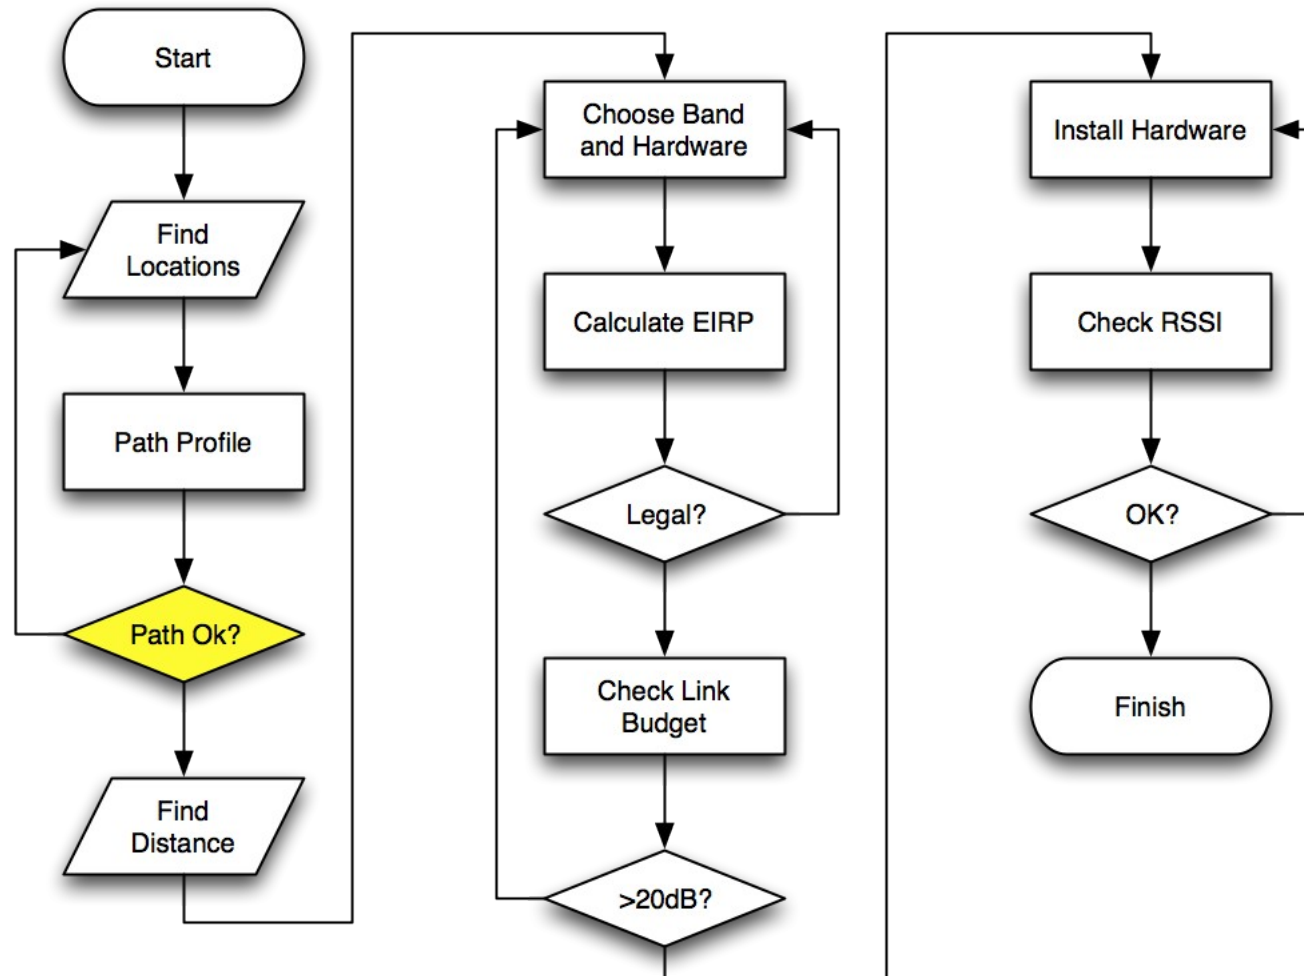 Start
Find
Locations
Path Profile
Path Ok?
Find
Distance
Choose Band
and Hardware
Calculate EIRP
Legal?
Check Link
Budget
>20dB?
Install Hardware
Check RSSI
OK?
Finish